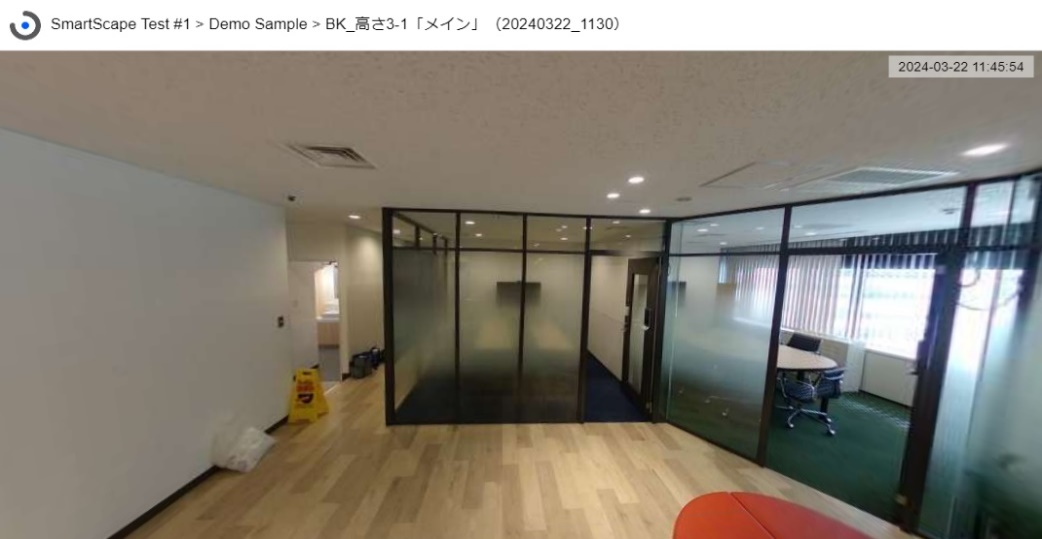 SmartScape Test #1 > Demo Sample > BK_高さ3-1「メイン」（20240322_1130）
2024-03-22 11:45:54